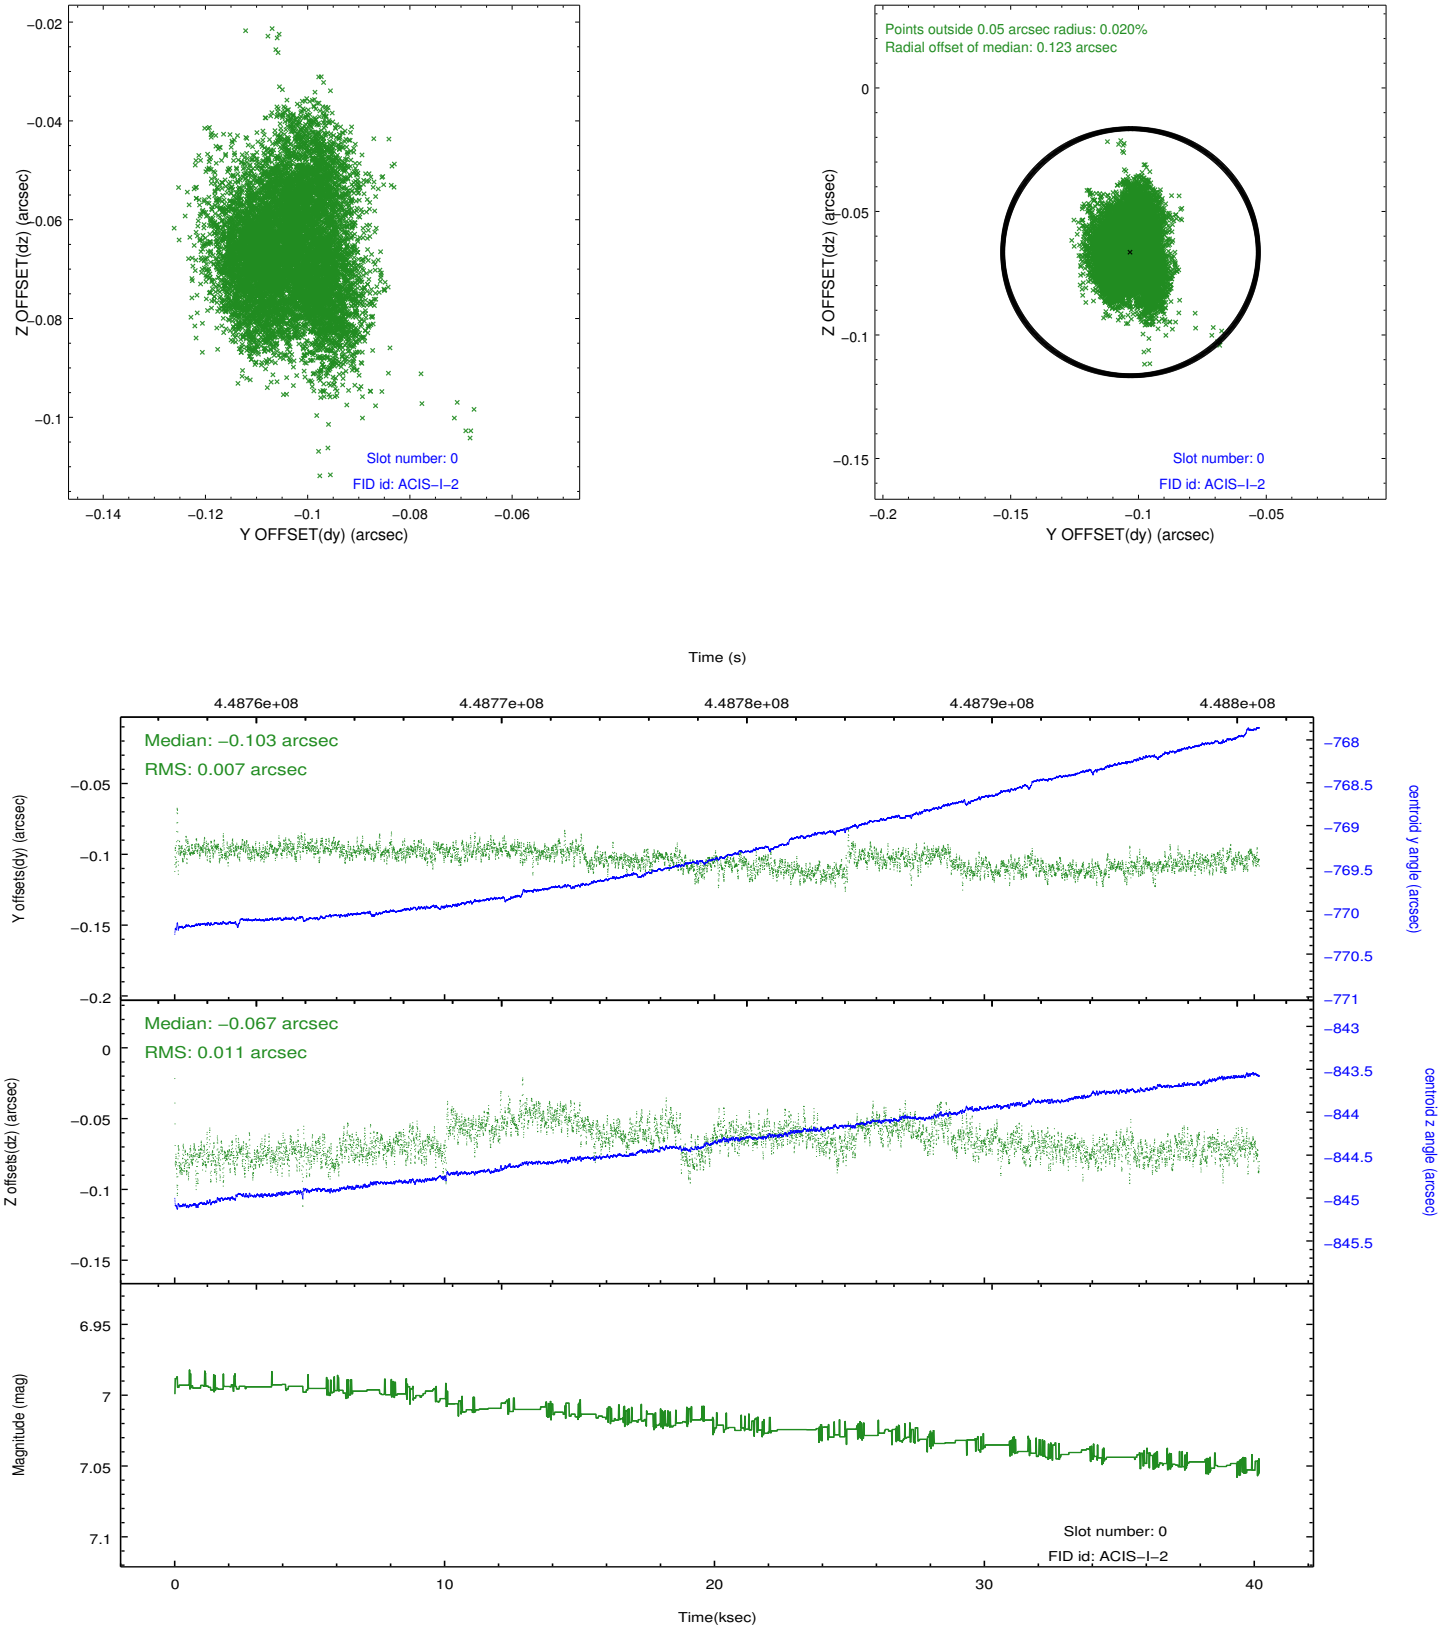 −0.02
−0.04
−0.06
−0.08
−0.1
Z OFFSET(dz) (arcsec)
Slot number: 0
FID id: ACIS−I−2
−0.14
−0.12
−0.1
−0.08
−0.06
Y OFFSET(dy) (arcsec)
Points outside 0.05 arcsec radius: 0.020%
Radial offset of median: 0.123 arcsec
0
−0.05
−0.1
−0.15
Z OFFSET(dz) (arcsec)
Slot number: 0
FID id: ACIS−I−2
−0.2
−0.15
−0.1
−0.05
Y OFFSET(dy) (arcsec)
Time (s)
4.4876e+08
4.4877e+08
4.4878e+08
4.4879e+08
4.488e+08
Median: −0.103 arcsec
RMS: 0.007 arcsec
−0.05
−0.1
−0.15
−0.2
Y offsets(dy) (arcsec)
−768
−768.5
−769
−769.5
−770
−770.5
−771
centroid y angle (arcsec)
Median: −0.067 arcsec
RMS: 0.011 arcsec
0
−0.05
−0.1
−0.15
Z offsets(dz) (arcsec)
−843
−843.5
−844
−844.5
−845
−845.5
centroid z angle (arcsec)
6.95
7
7.05
7.1
Magnitude (mag)
Slot number: 0
FID id: ACIS−I−2
0
10
20
30
40
Time(ksec)